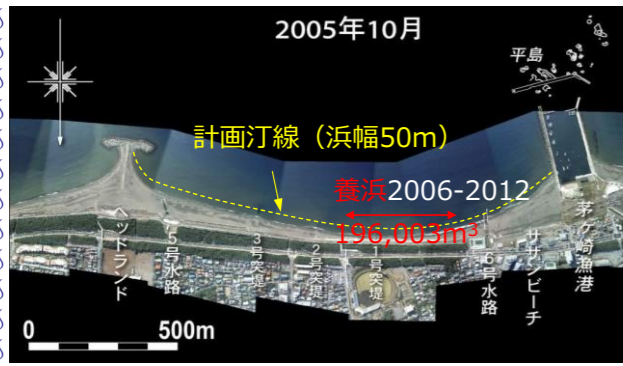 2005年10月
平島
計画汀線（浜幅50m）
養浜2006-2012
196,003m³
ヘッドランド
5号水路
3号突堤
2号突堤
1号突堤
6号水路
サザンビーチ
茅ヶ崎漁港
0
500m